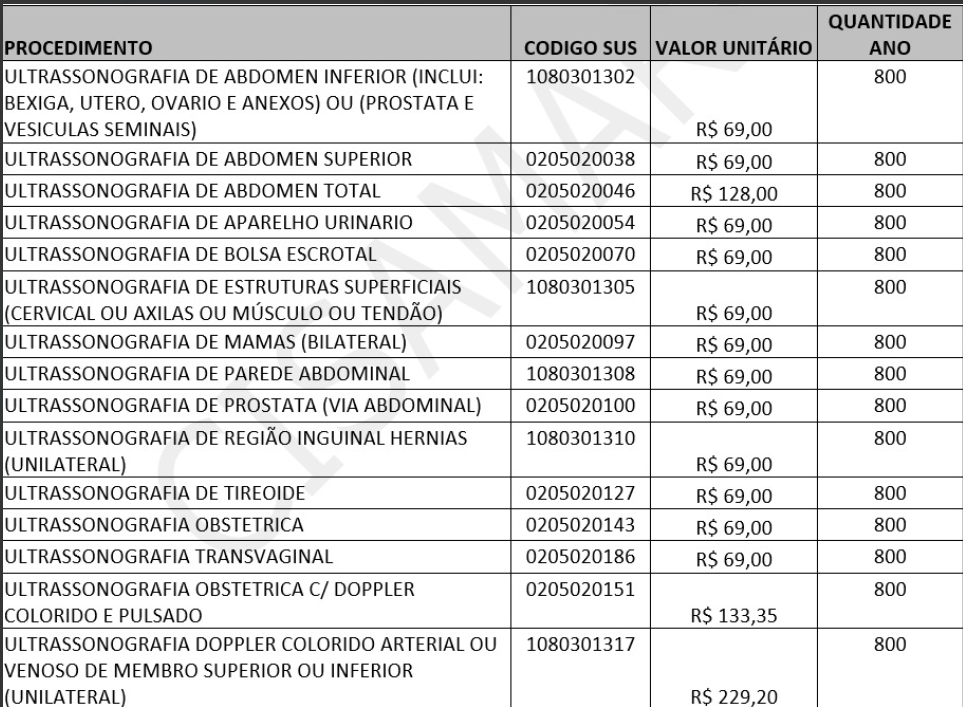 PROCEDIMENTO CODIGO SUS VALOR UNITÁRIO QUANTIDADE ANO
ULTRASSONOGRAFIA DE ABDOMEN INFERIOR (INCLUI: 1080301302 800
BEXIGA, UTERO, OVARIO E ANEXOS) OU (PROSTATA E
VESICULAS SEMINAIS) R$ 69,00
ULTRASSONOGRAFIA DE ABDOMEN SUPERIOR 0205020038 R$ 69,00 800
ULTRASSONOGRAFIA DE ABDOMEN TOTAL 0205020046 R$ 128,00 800
ULTRASSONOGRAFIA DE APARELHO URINARIO 0205020054 R$ 69,00 800
ULTRASSONOGRAFIA DE BOLSA ESCROTAL 0205020070 R$ 69,00 800
ULTRASSONOGRAFIA DE ESTRUTURAS SUPERFICIAIS 1080301305 800
(CERVICAL OU AXILAS OU MÚSCULO OU TENDÃO) R$ 69,00
ULTRASSONOGRAFIA DE MAMAS (BILATERAL) 0205020097 R$ 69,00 800
ULTRASSONOGRAFIA DE PAREDE ABDOMINAL 1080301308 R$ 69,00 800
ULTRASSONOGRAFIA DE PROSTATA (VIA ABDOMINAL) 0205020100 R$ 69,00 800
ULTRASSONOGRAFIA DE REGIÃO INGUINAL HERNIAS 1080301310 800
(UNILATERAL) R$ 69,00
ULTRASSONOGRAFIA DE TIREOIDE 0205020127 R$ 69,00 800
ULTRASSONOGRAFIA OBSTETRICA 0205020143 R$ 69,00 800
ULTRASSONOGRAFIA TRANSVAGINAL 0205020186 R$ 69,00 800
ULTRASSONOGRAFIA OBSTETRICA C/ DOPPLER 0205020151 800
COLORIDO E PULSADO R$ 133,35
ULTRASSONOGRAFIA DOPPLER COLORIDO ARTERIAL OU 1080301317 800
VENOSO DE MEMBRO SUPERIOR OU INFERIOR
(UNILATERAL) R$ 229,20
CISAMAR